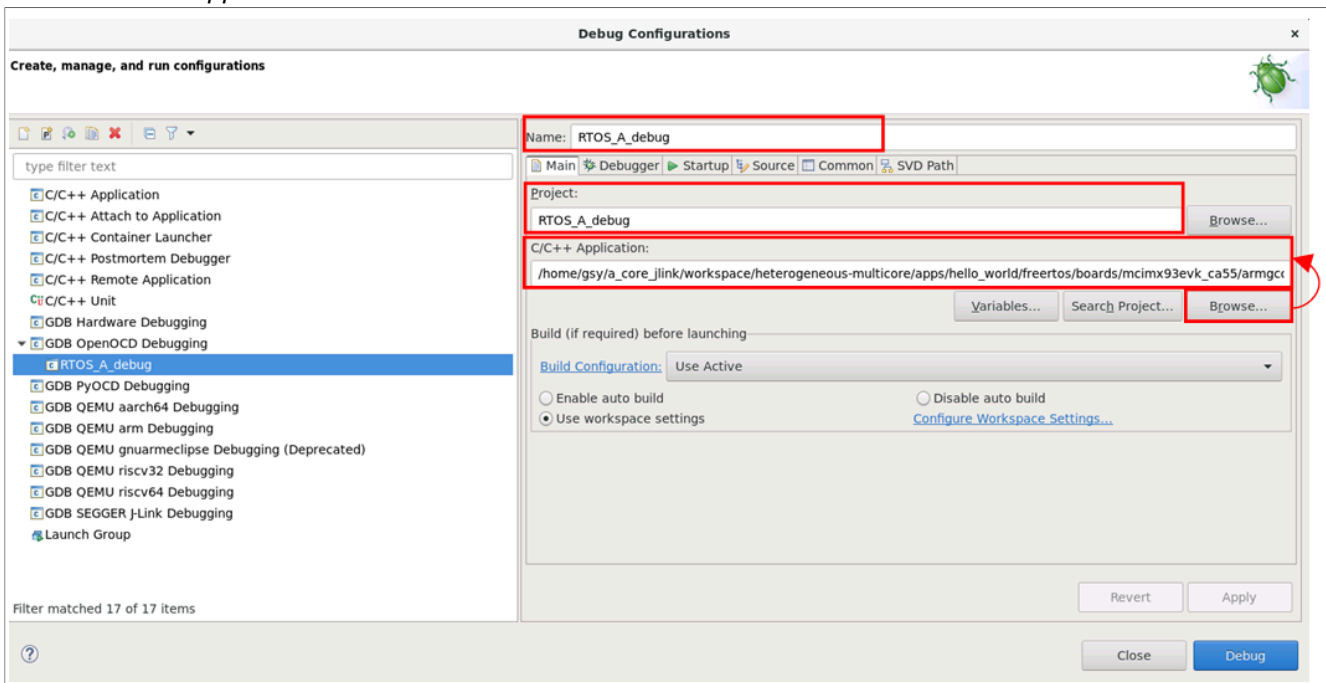 Debug Configurations
x
Create, manage, and run configurations
Name: RTOS_A_debug
type filter text
Main Debugger Startup Source Common SVD Path
C/C++ Application
C/C++ Attach to Application
C/C++ Container Launcher
C/C++ Postmortem Debugger
C/C++ Remote Application
C/C++ Unit
GDB Hardware Debugging
GDB OpenOCD Debugging
RTOS_A_debug
GDB PyOCD Debugging
GDB QEMU aarch64 Debugging
GDB QEMU arm Debugging
GDB QEMU gnuarmeclipse Debugging (Deprecated)
GDB QEMU riscv32 Debugging
GDB QEMU riscv64 Debugging
GDB SEGGER J-Link Debugging
Launch Group
Filter matched 17 of 17 items
Project:
RTOS_A_debug
Browse...
C/C++ Application:
/home/gsy/a_core_jlink/workspace/heterogeneous-multicore/apps/hello_world/freertos/boards/mcimx93evk_ca55/armgcc
Variables... Search Project... Browse...
Build (if required) before launching
Build Configuration: Use Active
Enable auto build Disable auto build
Use workspace settings Configure Workspace Settings...
Revert Apply
Close Debug